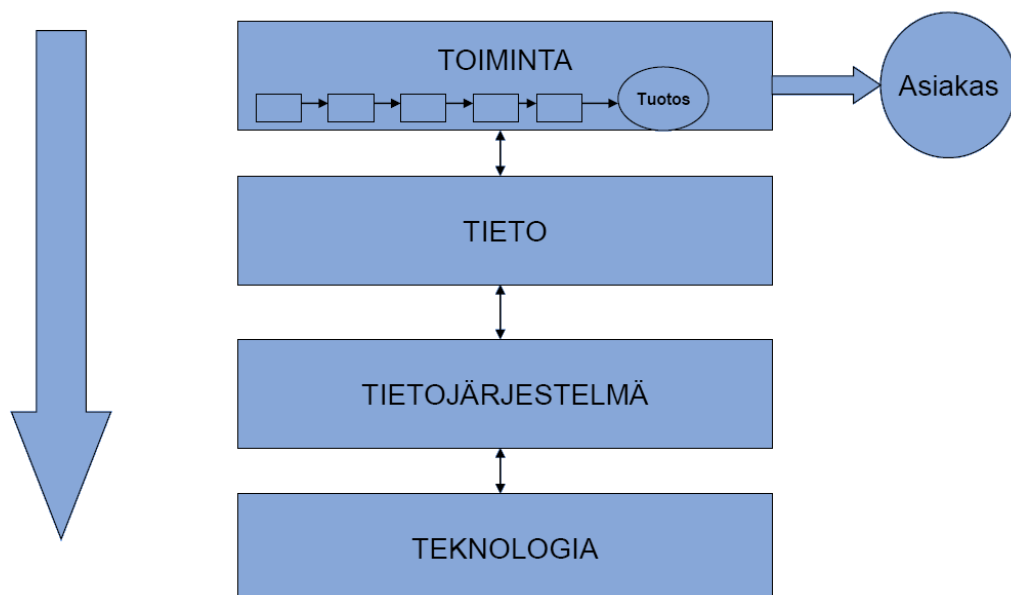 TOIMINTA
Tuotos
Asiakas
TIETO
TIETOJÄRJESTELMÄ
TEKNOLOGIA